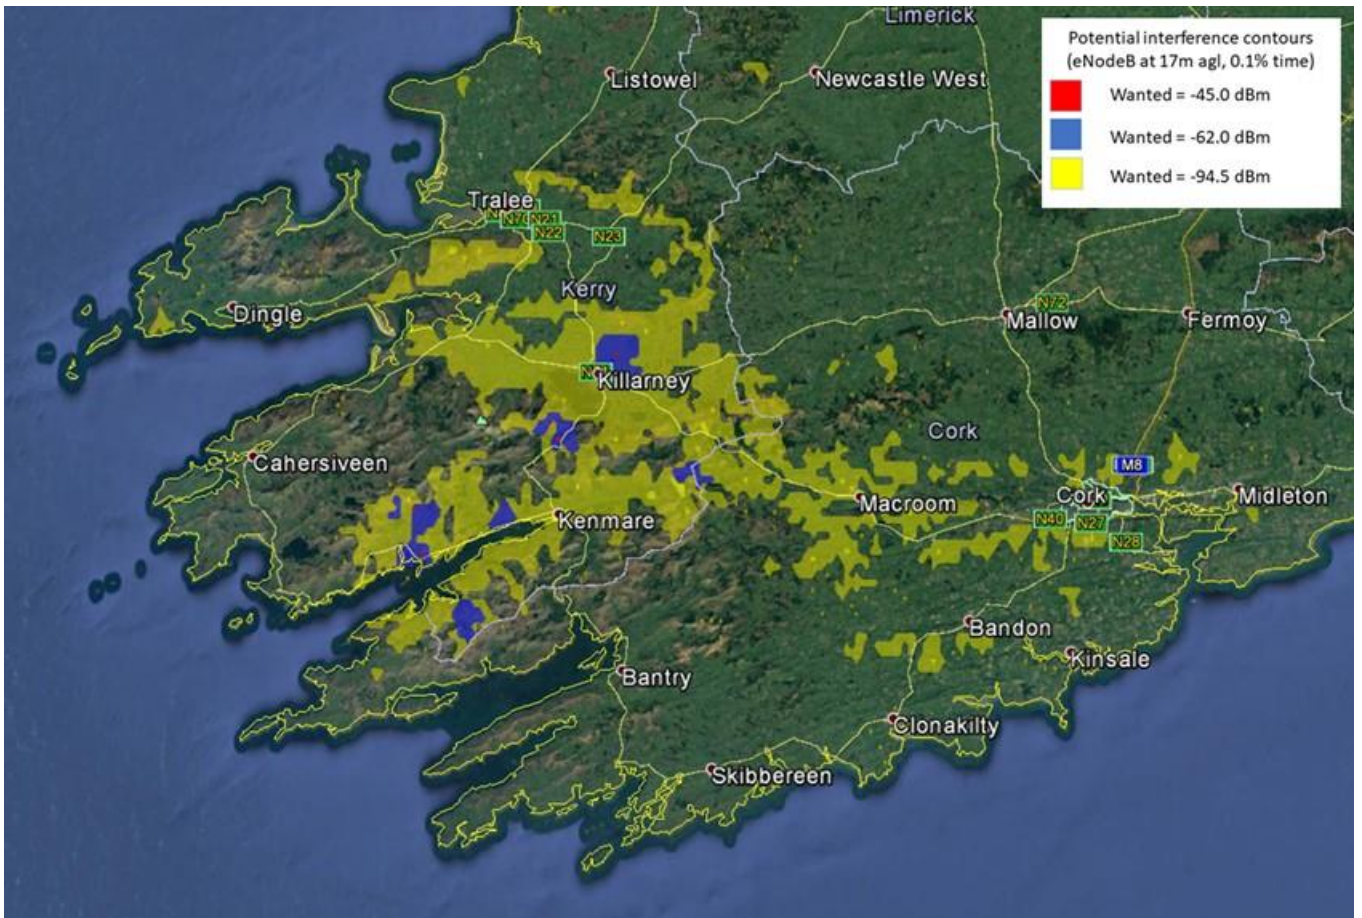 Limerick
Potential interference contours
(eNodeB at 17m agl, 0.1% time)
Wanted = -45.0 dBm
Wanted = -62.0 dBm
Wanted = -94.5 dBm
Listowel
Newcastle West
Tralee
N21
N22
N23
Kerry
Dingle
N72
Mallow
Fermoy
Killarney
Cork
Cahersiveen
M8
Macroom
Cork
Midleton
Kenmare
N40
N27
N28
Bandon
Kinsale
Bantry
Clonakilty
Skibbereen